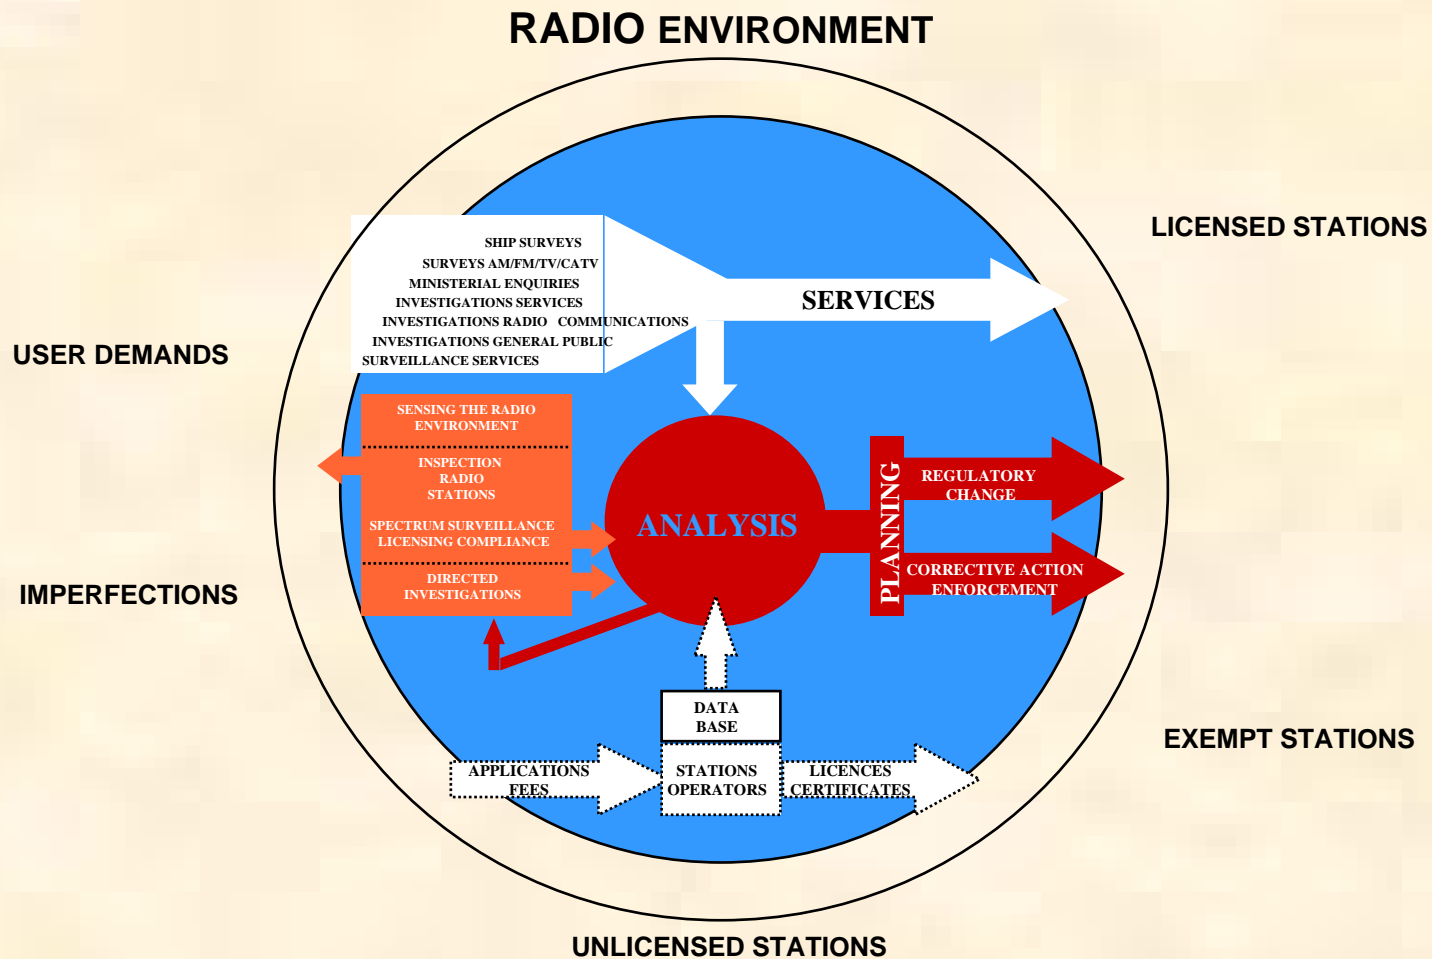 RADIO ENVIRONMENT
LICENSED STATIONS
SHIP SURVEYS
SURVEYS AM/FM/TV/CATV
MINISTERIAL ENQUIRIES
INVESTIGATIONS SERVICES
INVESTIGATIONS RADIO COMMUNICATIONS
INVESTIGATIONS GENERAL PUBLIC
SURVEILLANCE SERVICES
SERVICES
USER DEMANDS
SENSING THE RADIO
ENVIRONMENT
INSPECTION
RADIO
STATIONS
SPECTRUM SURVEILLANCE
LICENSING COMPLIANCE
DIRECTED
INVESTIGATIONS
ANALYSIS
PLANNING
REGULATORY
CHANGE
CORRECTIVE ACTION
ENFORCEMENT
IMPERFECTIONS
DATA
BASE
APPLICATIONS
FEES
STATIONS
OPERATORS
LICENCES
CERTIFICATES
EXEMPT STATIONS
UNLICENSED STATIONS